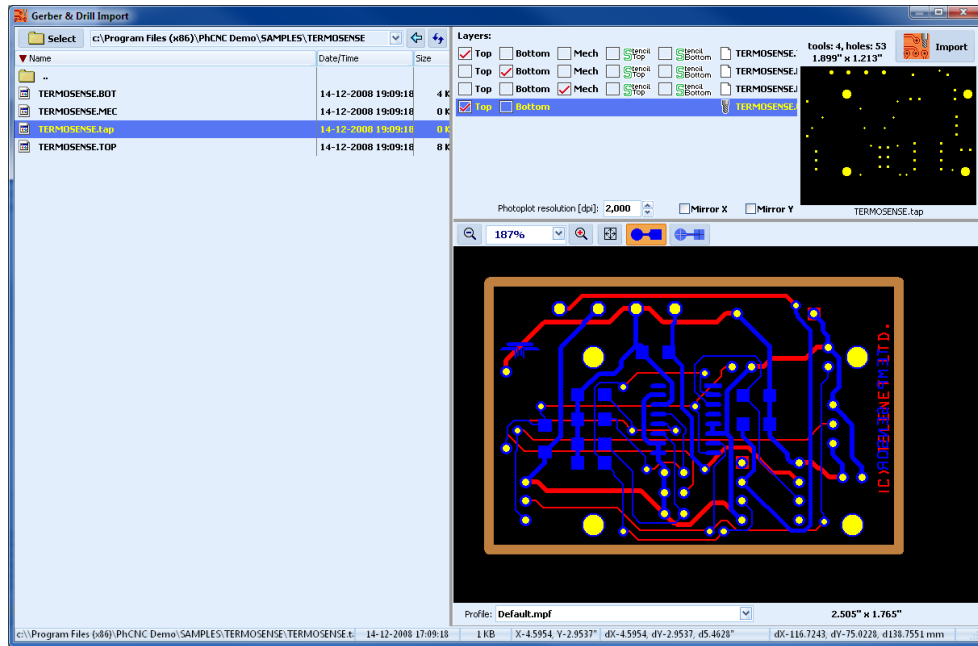 Gerber & Drill Import
Select c:\Program Files (x86)\PhCNC Demo\SAMPLES\TERMOSENSE
Name Date/Time Size
..
TERMOSENSE.BOT 14-12-2008 19:09:18 4 K
TERMOSENSE.MEC 14-12-2008 19:09:18 0 K
TERMOSENSE.tap 14-12-2008 19:09:18 0 K
TERMOSENSE.TOP 14-12-2008 19:09:18 8 K
Layers:
Top Bottom Mech Stencil Top Stencil Bottom TERMOSENSE.
Top Bottom Mech Stencil Top Stencil Bottom TERMOSENSE.
Top Bottom Mech Stencil Top Stencil Bottom TERMOSENSE.
Top Bottom TERMOSENSE.
tools: 4, holes: 53
1.899" x 1.213"
Import
Photoplot resolution [dpi]: 2,000 Mirror X Mirror Y
TERMOSENSE.tap
187%
Profile: Default.mpf 2.505" x 1.765"
c:\\Program Files (x86)\PhCNC Demo\SAMPLES\TERMOSENSE\TERMOSENSE.t 14-12-2008 17:09:18 1 KB X-4.5954, Y-2.9537" dX-4.5954, dY-2.9537, d5.4628" dX-116.7243, dY-75.0228, d138.7551 mm